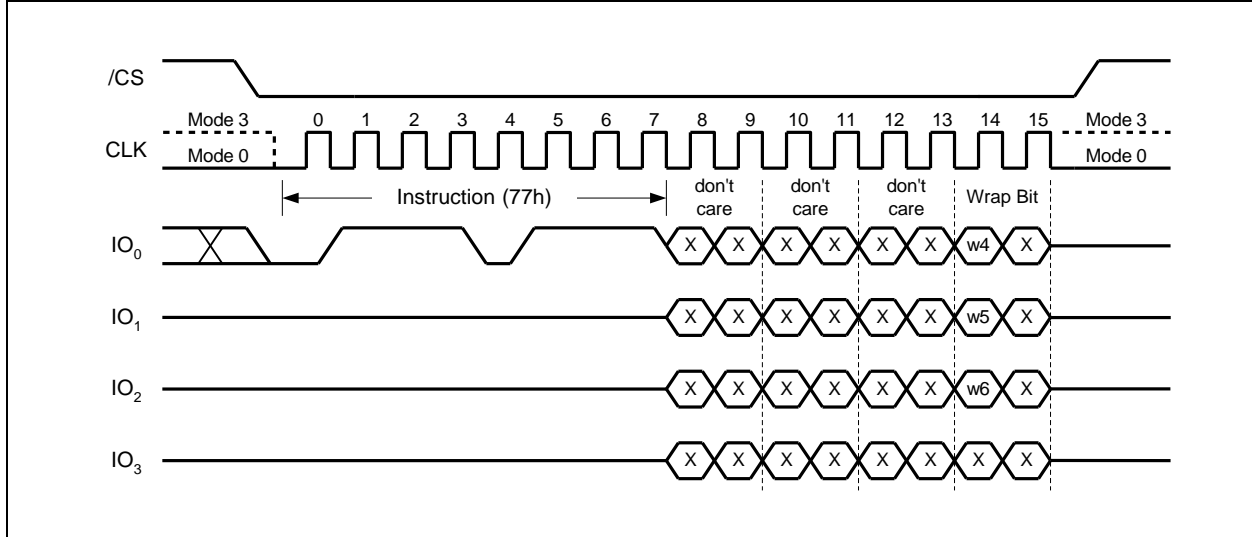 /CS
Mode 3 0 1 2 3 4 5 6 7 8 9 10 11 12 13 14 15 Mode 3
CLK
Mode 0 Mode 0
Instruction (77h) don't care don't care don't care Wrap Bit
IO0 X X X X X X w4 X
IO1 X X X X X X w5 X
IO2 X X X X X X w6 X
IO3 X X X X X X X X